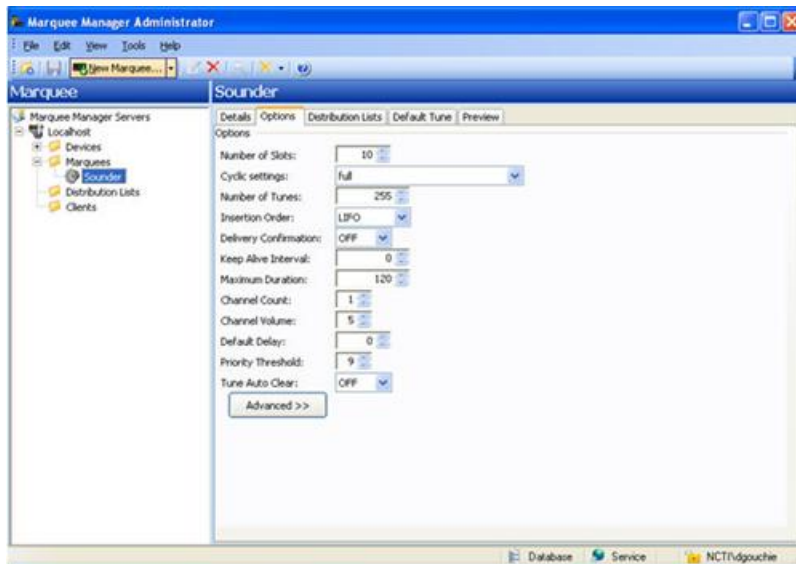 Marquee Manager Administrator
File Edit View Tools Help
New Marquee...
Marquee
Sounder
Marquee Manager Servers
Localhost
Devices
Marquees
Sounder
Distribution Lists
Clients
Details Options Distribution Lists Default Tune Preview
Options
Number of Slots: 10
Cyclic settings: full
Number of Tunes: 255
Insertion Order: LIFO
Delivery Confirmation: OFF
Keep Alive Interval: 0
Maximum Duration: 120
Channel Count: 1
Channel Volume: 5
Default Delay: 0
Priority Threshold: 9
Tune Auto Clear: OFF
Advanced >>
Database Service NCTI\dgouchie